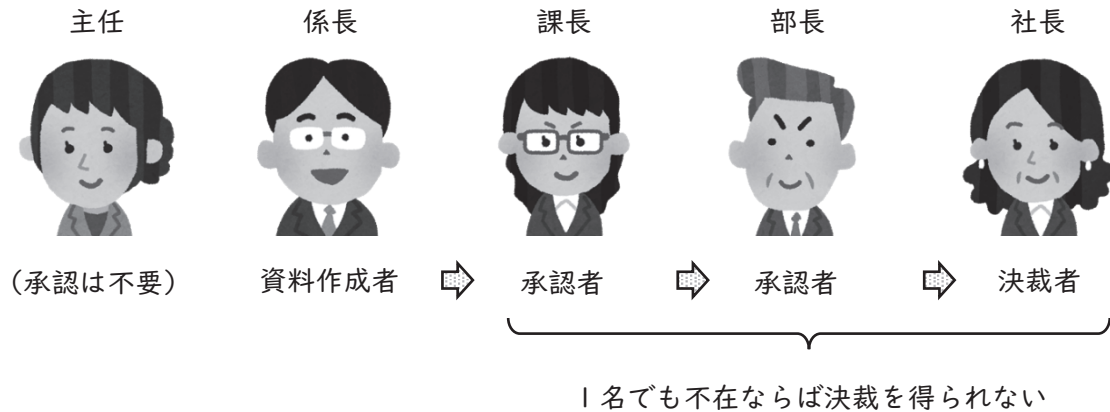 主任 係長 課長 部長 社長
(承認は不要) 資料作成者 承認者 承認者 決裁者
1名でも不在ならば決裁を得られない